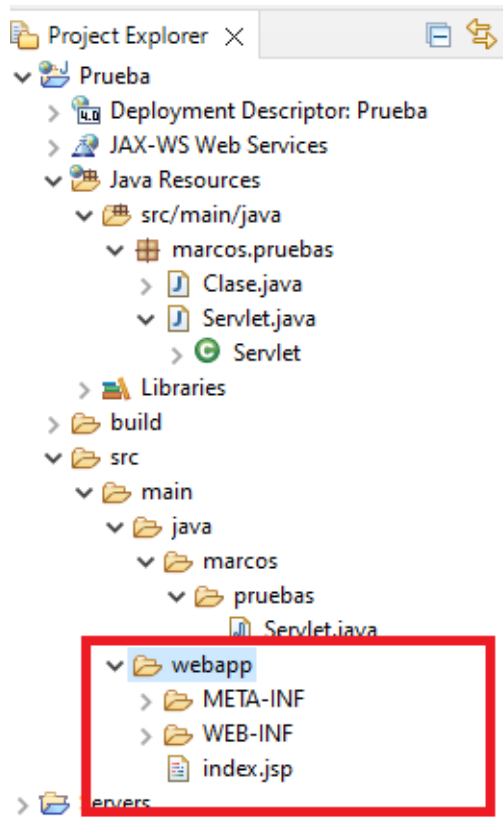 Project Explorer
Prueba
4.0 Deployment Descriptor: Prueba
JAX-WS Web Services
Java Resources
src/main/java
marcos.pruebas
J Clase.java
J Servlet.java
G Servlet
Libraries
build
src
main
java
marcos
pruebas
J Servlet.java
webapp
META-INF
WEB-INF
index.jsp
Servers